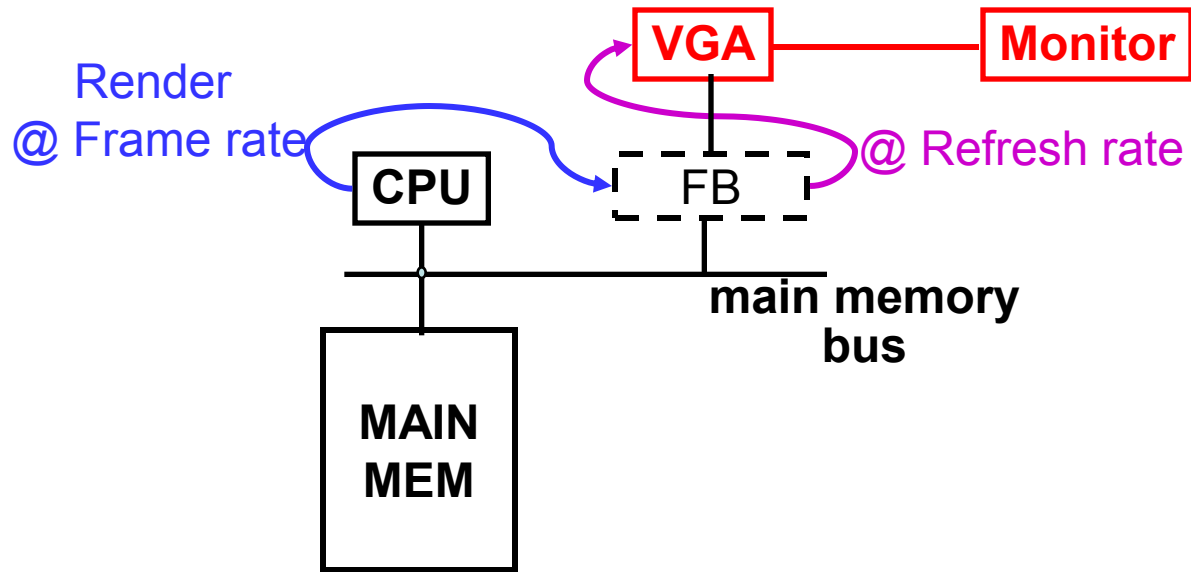 VGA
Monitor
Render
@ Frame rate
@ Refresh rate
CPU
FB
main memory
bus
MAIN
MEM